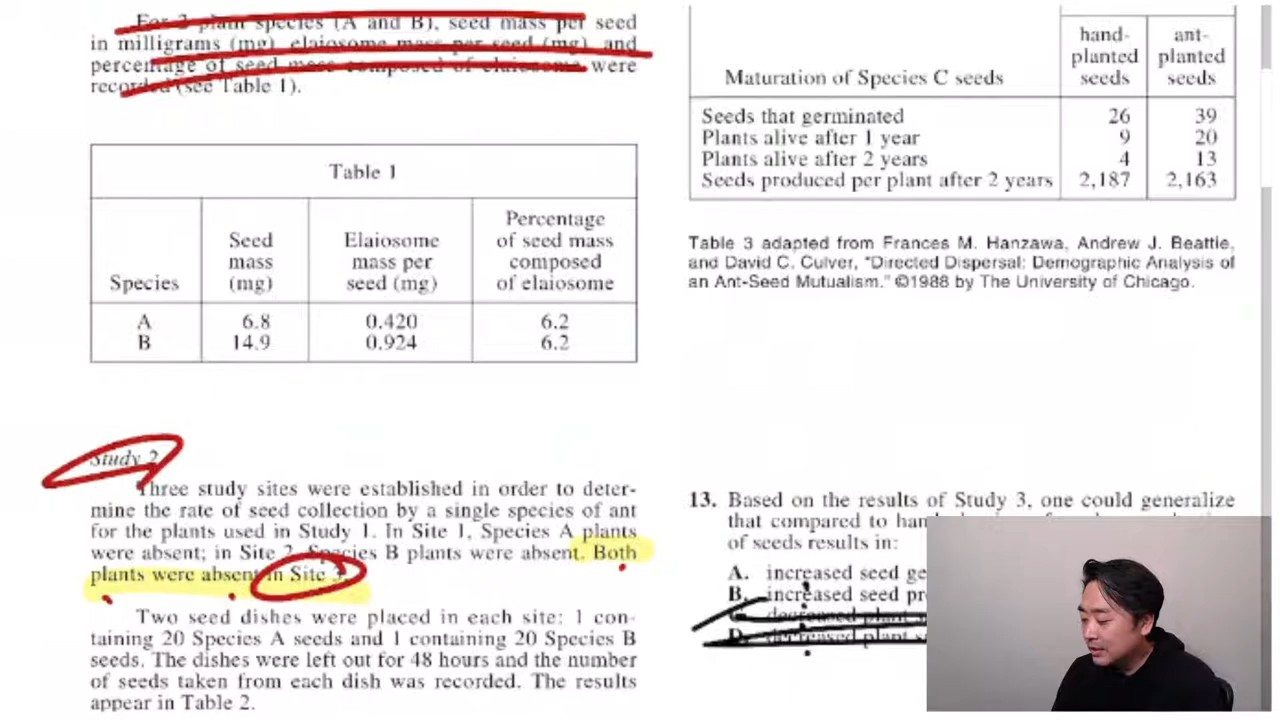 For 2 plant species (A and B), seed mass per seed
in milligrams (mg), elaiosome mass per seed (mg), and
percentage of seed mass composed of elaiosome were
recorded (see Table 1).
Table 1
Species
Seed
mass
(mg)
Elaiosome
mass per
seed (mg)
Percentage
of seed mass
composed
of elaiosome
A 6.8 0.420 6.2
B 14.9 0.924 6.2
Study 2
Three study sites were established in order to deter-
mine the rate of seed collection by a single species of ant
for the plants used in Study 1. In Site 1, Species A plants
were absent; in Site 2, Species B plants were absent. Both
plants were absent in Site 3.
Two seed dishes were placed in each site: 1 con-
taining 20 Species A seeds and 1 containing 20 Species B
seeds. The dishes were left out for 48 hours and the number
of seeds taken from each dish was recorded. The results
appear in Table 2.
Maturation of Species C seeds
hand-
planted
seeds
ant-
planted
seeds
Seeds that germinated 26 39
Plants alive after 1 year 9 20
Plants alive after 2 years 4 13
Seeds produced per plant after 2 years 2,187 2,163
Table 3 adapted from Frances M. Hanzawa, Andrew J. Beattie,
and David C. Culver, "Directed Dispersal: Demographic Analysis of
an Ant-Seed Mutualism." ©1988 by The University of Chicago.
13. Based on the results of Study 3, one could generalize
that compared to
of seeds results in:
A. increased seed
B. increased seed
C. decreased plant
D. decreased plant